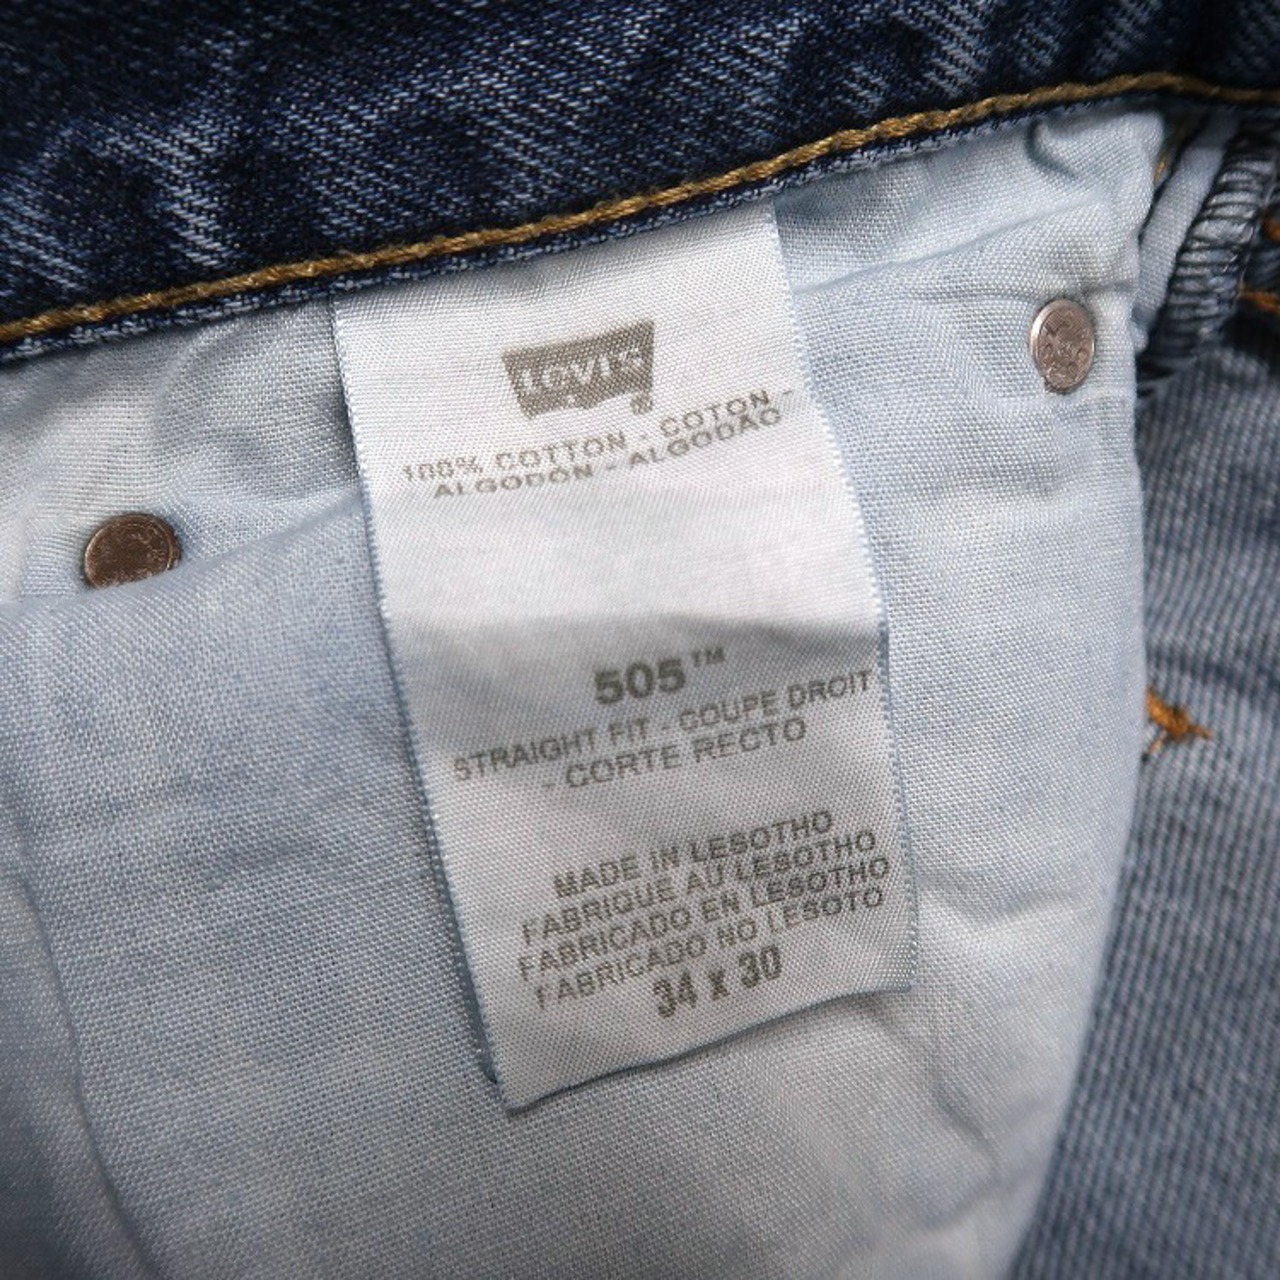 LEVI'S ®
100% COTTON - COTON -
ALGODON - ALGODAO
505™
STRAIGHT FIT - COUPE DROIT
- CORTE RECTO
MADE IN LESOTHO
FABRIQUE AU LESOTHO
FABRICADO EN LESOTHO
FABRICADO NO LESOTO
34 x 30